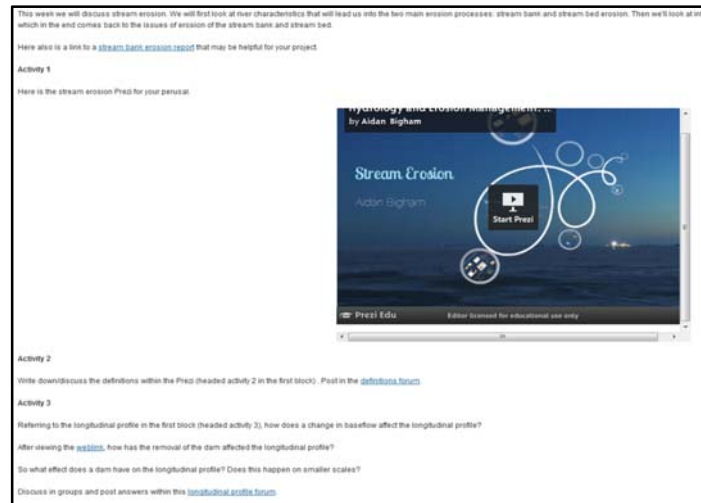 This week we will discuss stream erosion. We will first look at river characteristics that will lead us into the two main erosion processes: stream bank and stream bed erosion. Then we'll look at
which in the end comes back to the issues of erosion of the stream bank and stream bed.
Here also is a link to a stream bank erosion report that may be helpful for your project.
Activity 1
Here is the stream erosion Prezi for your perusal.
Hydrology and Erosion Management: ..
by Aidan Bigham
Stream Erosion
Aidan Bigham
Start Prezi
Prezi Edu
Editor licensed for educational use only
Activity 2
Write down/discuss the definitions within the Prezi (headed activity 2 in the first block) . Post in the definitions forum.
Activity 3
Referring to the longitudinal profile in the first block (headed activity 3), how does a change in baseflow affect the longitudinal profile?
After viewing the weblink, how has the removal of the dam affected the longitudinal profile?
So what effect does a dam have on the longitudinal profile? Does this happen on smaller scales?
Discuss in groups and post answers within this longitudinal profile forum.